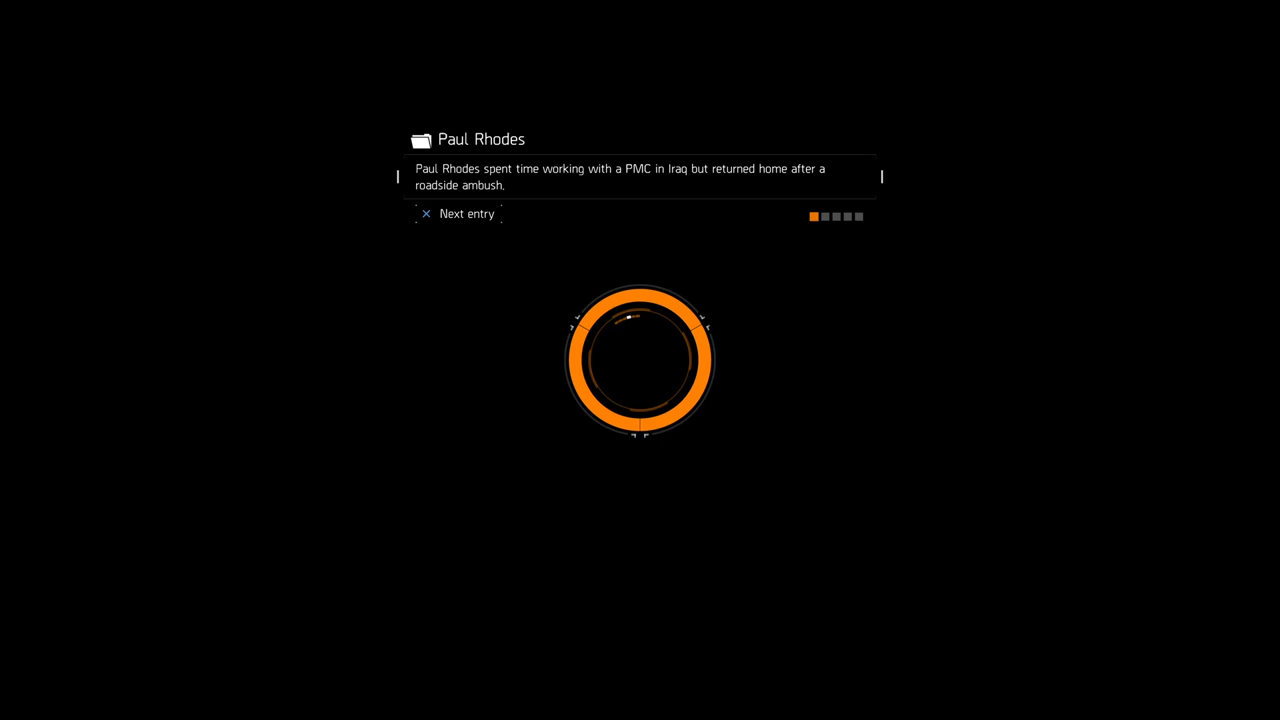 Paul Rhodes
Paul Rhodes spent time working with a PMC in Iraq but returned home after a
roadside ambush.
Next entry